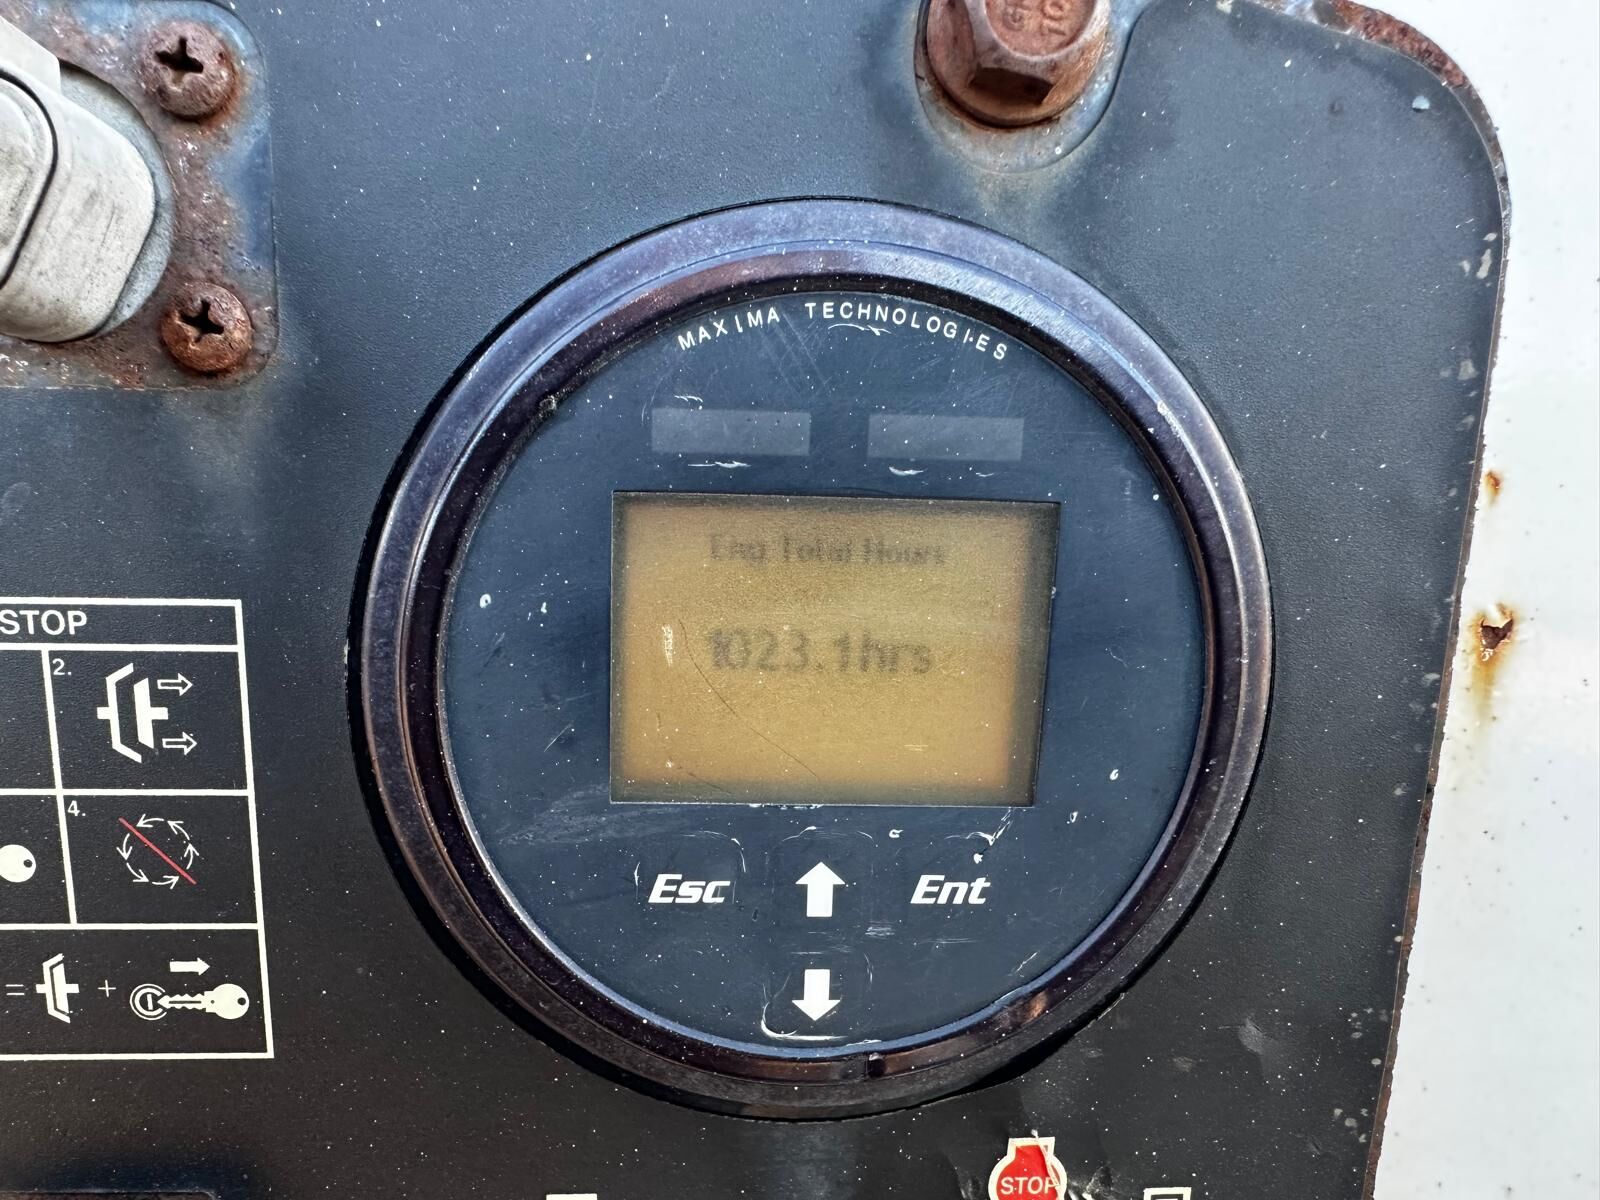 MAXIMA TECHNOLOGIES
Eng Total Hours
1023.1hrs
Esc
Ent
STOP
2.
4.
= +
STOP